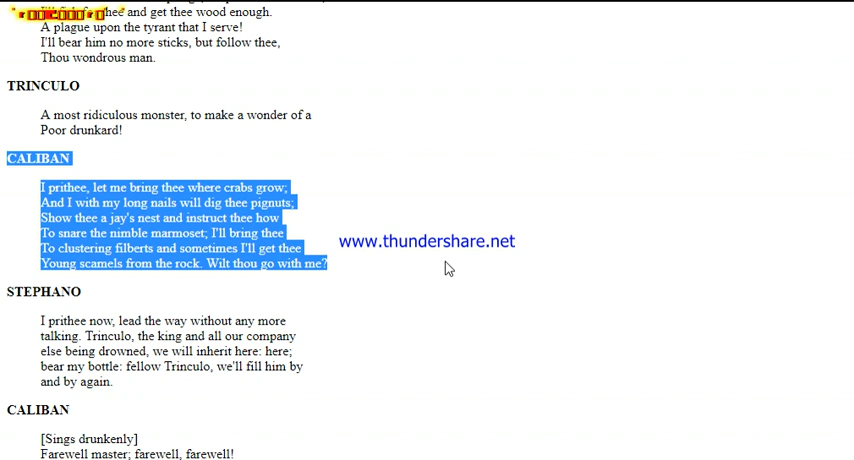 thee and get thee wood enough.
A plague upon the tyrant that I serve!
I'll bear him no more sticks, but follow thee,
Thou wondrous man.
TRINCULO
A most ridiculous monster, to make a wonder of a
Poor drunkard!
CALIBAN
I prithee, let me bring thee where crabs grow;
And I with my long nails will dig thee pignuts;
Show thee a jay's nest and instruct thee how
To snare the nimble marmoset; I'll bring thee
To clustering filberts and sometimes I'll get thee
Young scamels from the rock. Wilt thou go with me?
www.thundershare.net
STEPHANO
I prithee now, lead the way without any more
talking. Trinculo, the king and all our company
else being drowned, we will inherit here: here;
bear my bottle: fellow Trinculo, we'll fill him by
and by again.
CALIBAN
[Sings drunkenly]
Farewell master; farewell, farewell!